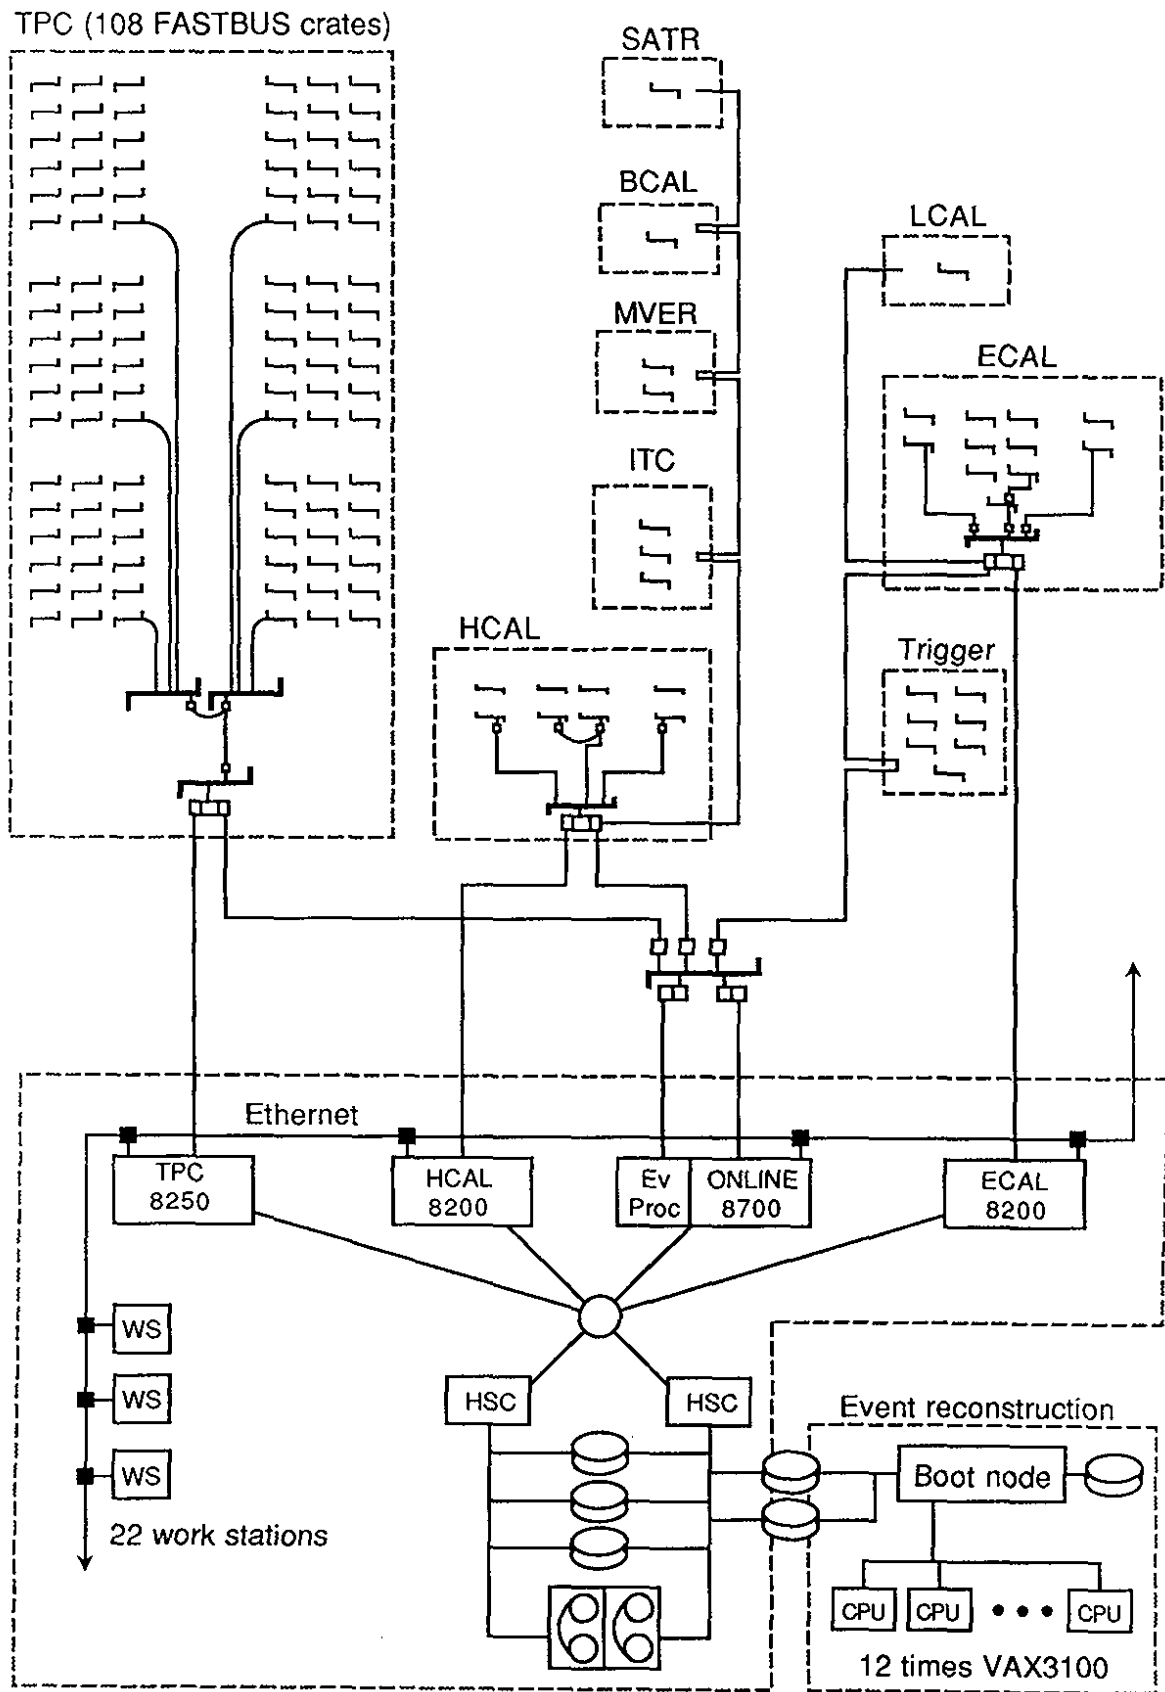 TPC (108 FASTBUS crates)
SATR
BCAL
LCAL
MVER
ECAL
ITC
HCAL
Trigger
Ethernet
TPC
8250
HCAL
8200
Ev
Proc
ONLINE
8700
ECAL
8200
WS
WS
WS
22 work stations
HSC
HSC
Event reconstruction
Boot node
CPU
CPU
CPU
12 times VAX3100